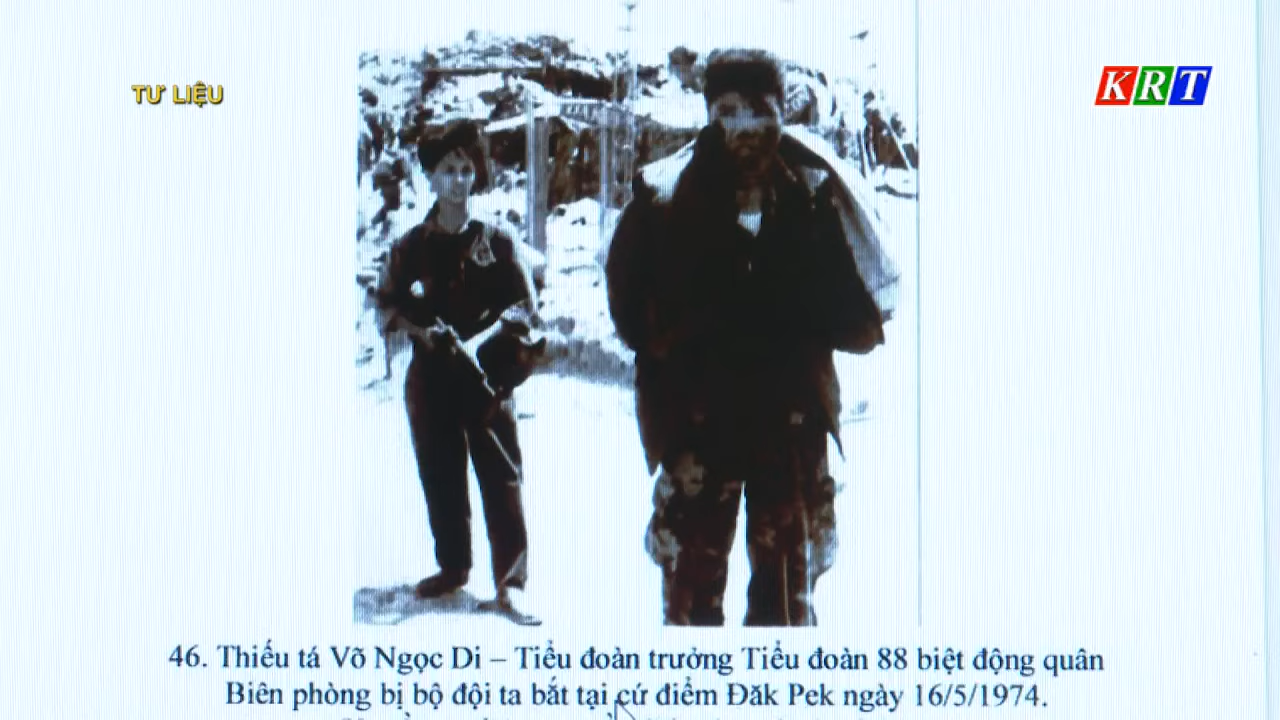 TƯ LIỆU
KRT
46. Thiếu tá Võ Ngọc Di – Tiểu đoàn trưởng Tiểu đoàn 88 biệt động quân
Biên phòng bị bộ đội ta bắt tại cứ điểm Đăk Pek ngày 16/5/1974.